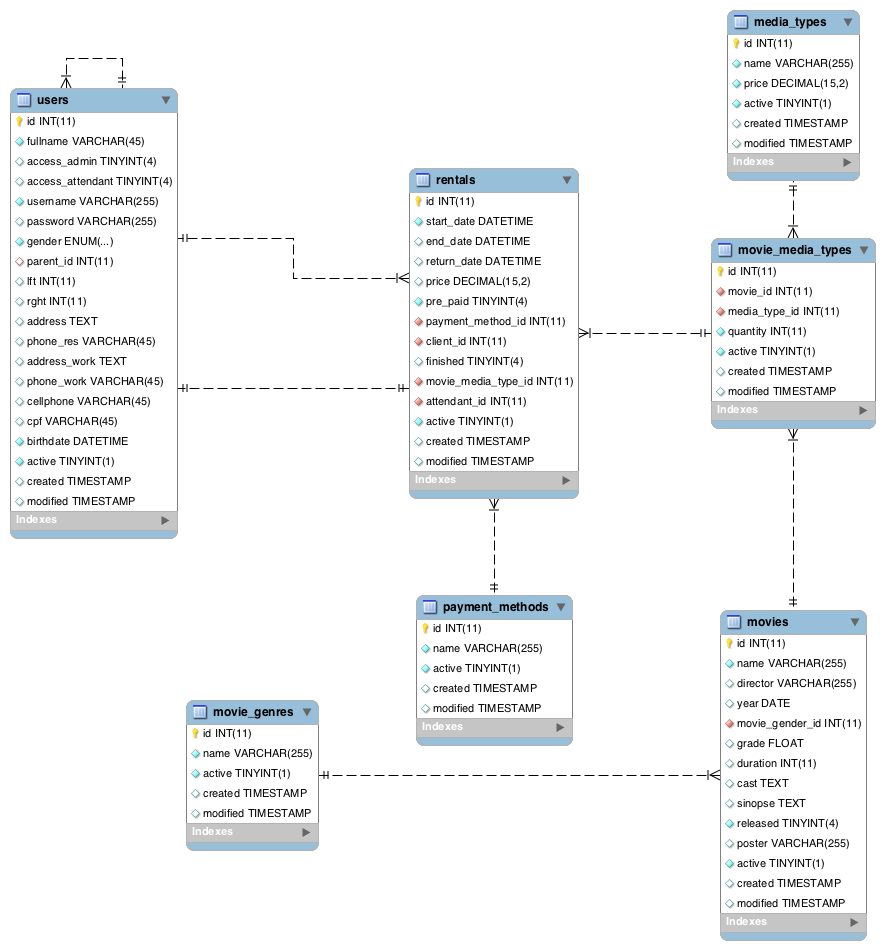 media_types
id INT(11)
name VARCHAR(255)
price DECIMAL(15,2)
active TINYINT(1)
created TIMESTAMP
modified TIMESTAMP
Indexes
users
id INT(11)
fullname VARCHAR(45)
access_admin TINYINT(4)
access_attendant TINYINT(4)
username VARCHAR(255)
password VARCHAR(255)
gender ENUM(...)
parent_id INT(11)
lft INT(11)
rght INT(11)
address TEXT
phone_res VARCHAR(45)
address_work TEXT
phone_work VARCHAR(45)
cellphone VARCHAR(45)
cpf VARCHAR(45)
birthdate DATETIME
active TINYINT(1)
created TIMESTAMP
modified TIMESTAMP
Indexes
rentals
id INT(11)
start_date DATETIME
end_date DATETIME
return_date DATETIME
price DECIMAL(15,2)
pre_paid TINYINT(4)
payment_method_id INT(11)
client_id INT(11)
finished TINYINT(4)
movie_media_type_id INT(11)
attendant_id INT(11)
active TINYINT(1)
created TIMESTAMP
modified TIMESTAMP
Indexes
movie_media_types
id INT(11)
movie_id INT(11)
media_type_id INT(11)
quantity INT(11)
active TINYINT(1)
created TIMESTAMP
modified TIMESTAMP
Indexes
payment_methods
id INT(11)
name VARCHAR(255)
active TINYINT(1)
created TIMESTAMP
modified TIMESTAMP
Indexes
movies
id INT(11)
name VARCHAR(255)
director VARCHAR(255)
year DATE
movie_gender_id INT(11)
grade FLOAT
duration INT(11)
cast TEXT
sinopse TEXT
released TINYINT(4)
poster VARCHAR(255)
active TINYINT(1)
created TIMESTAMP
modified TIMESTAMP
Indexes
movie_genres
id INT(11)
name VARCHAR(255)
active TINYINT(1)
created TIMESTAMP
modified TIMESTAMP
Indexes